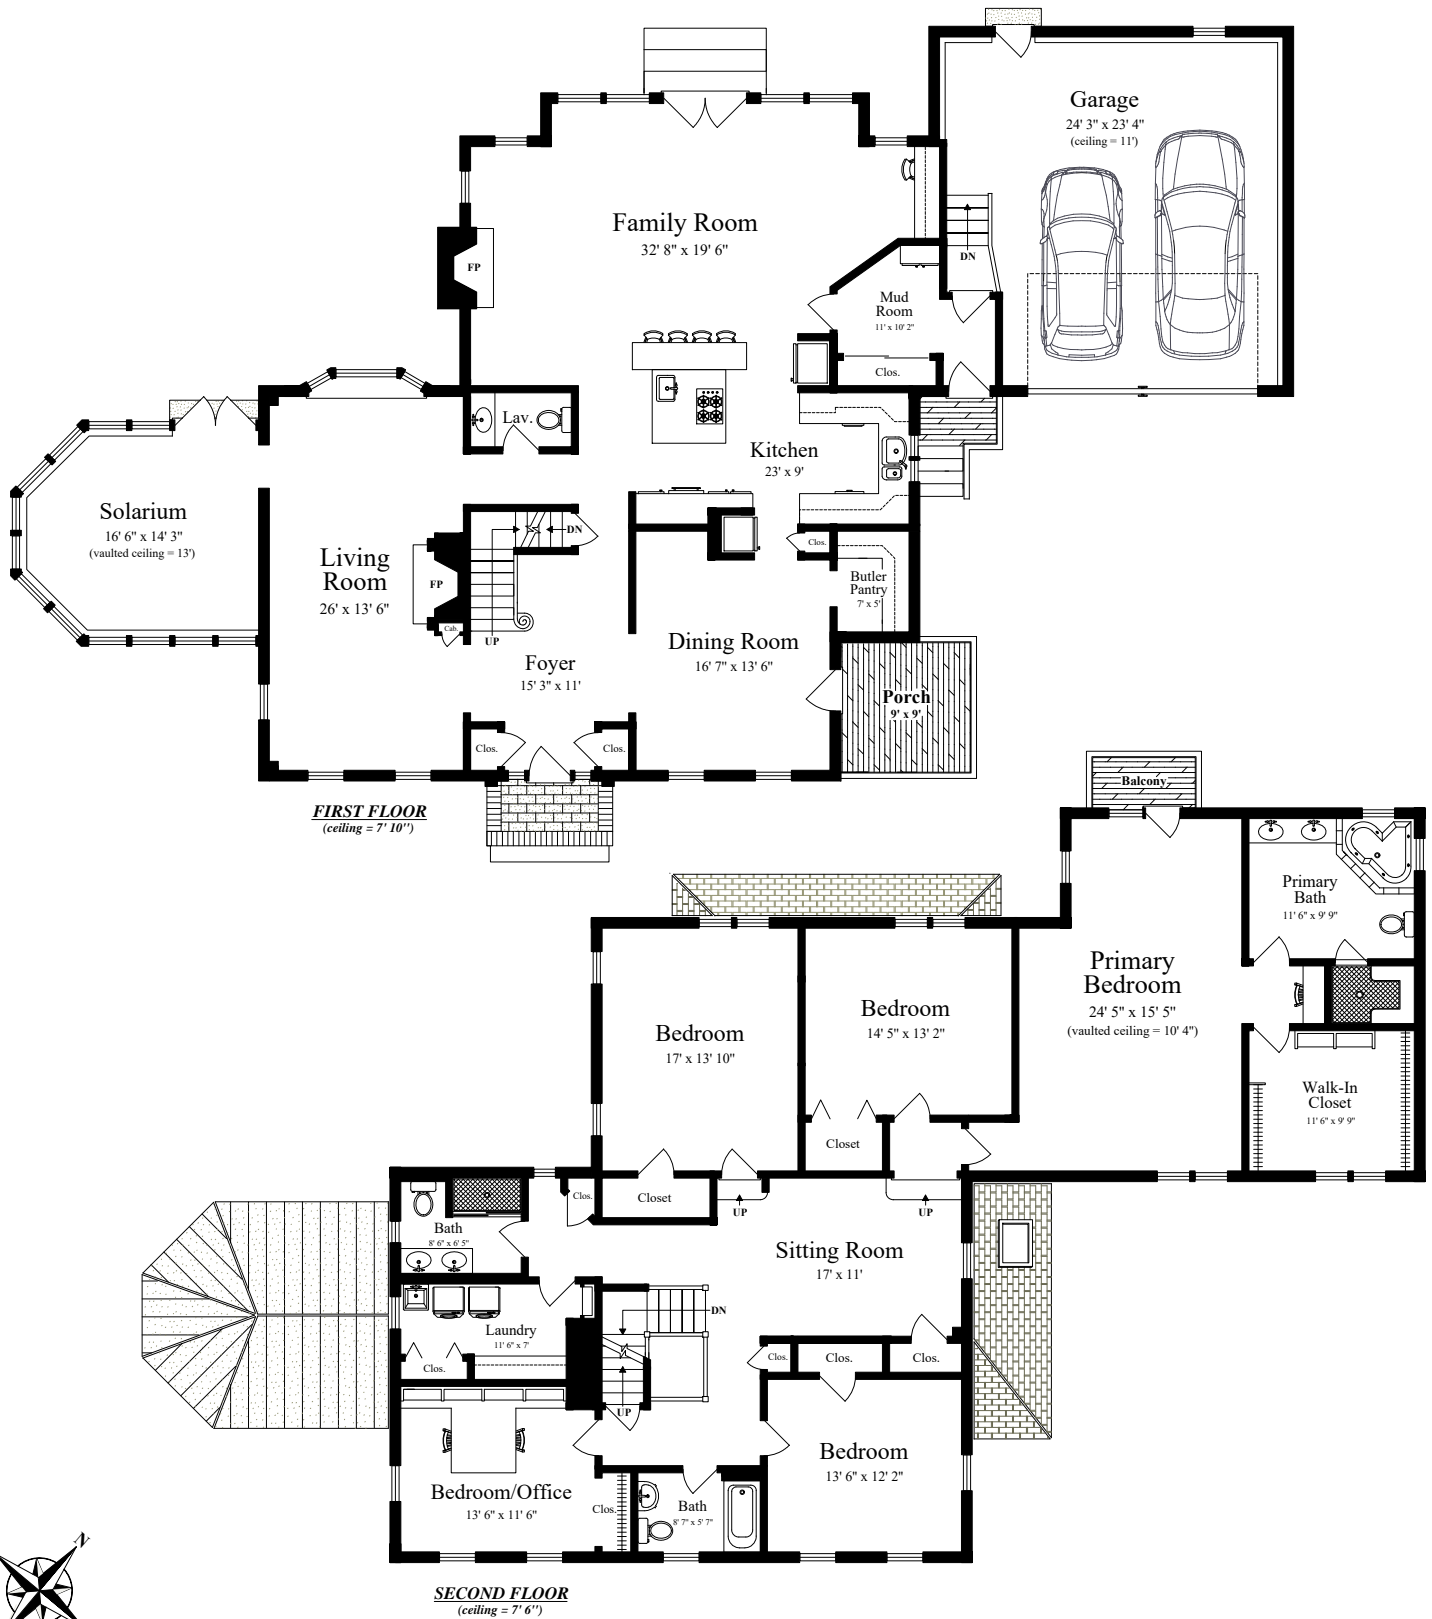 Garage
24' 3" x 23' 4"
(ceiling = 11')
Family Room
32' 8" x 19' 6"
FP
DN
Mud
Room
11' x 10' 2"
Clos.
Lav.
Kitchen
23' x 9'
Solarium
16' 6" x 14' 3"
(vaulted ceiling = 13')
Living
Room
26' x 13' 6"
FP
Cab.
DN
UP
Clos.
Butler
Pantry
7' x 5'
Foyer
15' 3" x 11'
Dining Room
16' 7" x 13' 6"
Porch
9' x 9'
Clos.
Clos.
FIRST FLOOR
(ceiling = 7' 10")
Balcony
Primary
Bath
11' 6" x 9' 9"
Primary
Bedroom
24' 5" x 15' 5"
(vaulted ceiling = 10' 4")
Bedroom
17' x 13' 10"
Bedroom
14' 5" x 13' 2"
Walk-In
Closet
11' 6" x 9' 9"
Closet
Closet
Clos.
UP
UP
Bath
8' 6" x 6' 5"
Sitting Room
17' x 11'
DN
Laundry
11' 6" x 7'
Clos.
Clos.
Clos.
Clos.
UP
Bedroom
13' 6" x 12' 2"
Bedroom/Office
13' 6" x 11' 6"
Clos.
Bath
8' 7" x 5' 7"
N
SECOND FLOOR
(ceiling = 7' 6")